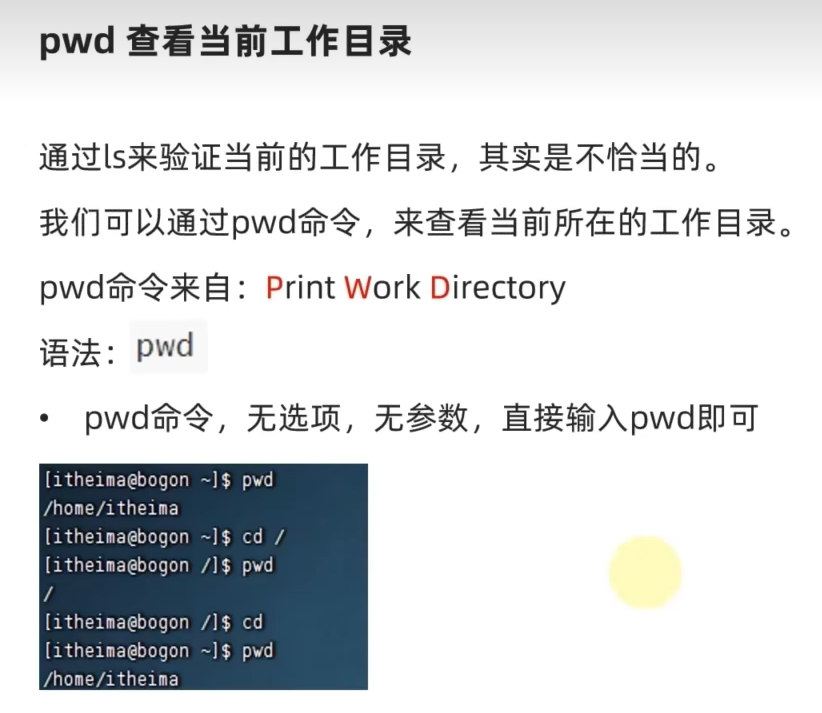 pwd 查看当前工作目录
通过ls来验证当前的工作目录，其实是不恰当的。
我们可以通过pwd命令，来查看当前所在的工作目录。
pwd命令来自：Print Work Directory
语法：pwd
• pwd命令，无选项，无参数，直接输入pwd即可
[itheima@bogon ~]$ pwd
/home/itheima
[itheima@bogon ~]$ cd /
[itheima@bogon /]$ pwd
/
[itheima@bogon /]$ cd
[itheima@bogon ~]$ pwd
/home/itheima